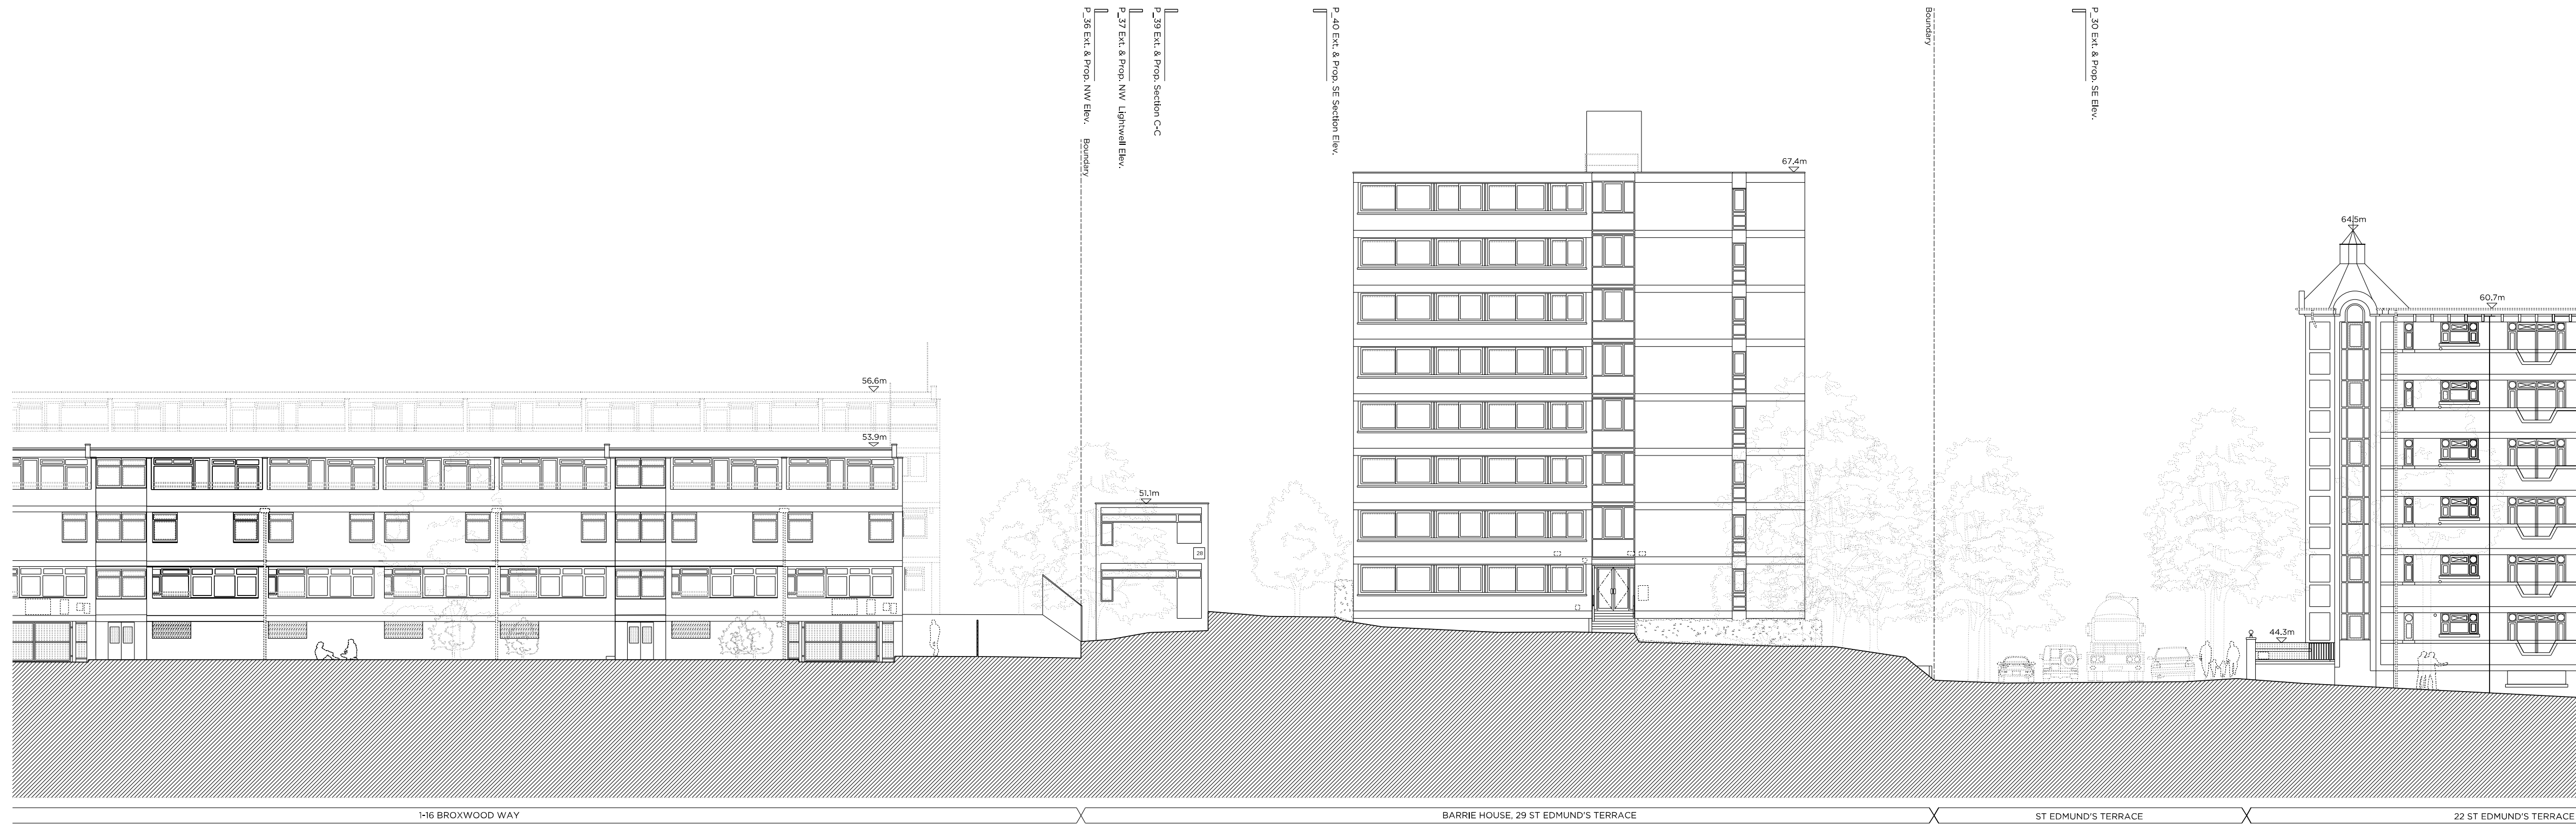 P_36 Ext. & Prop. NW Elev.
P_37 Ext. & Prop. NW Lightwell Elev.
P_39 Ext. & Prop. Section C-C
P_40 Ext. & Prop. SE Section Elev.
Boundary
P_30 Ext. & Prop. SE Elev.
Boundary
67.4m
64.5m
60.7m
56.6m
53.9m
51.1m
28
44.3m
1-16 BROXWOOD WAY
BARRIE HOUSE, 29 ST EDMUND'S TERRACE
ST EDMUND'S TERRACE
22 ST EDMUND'S TERRACE